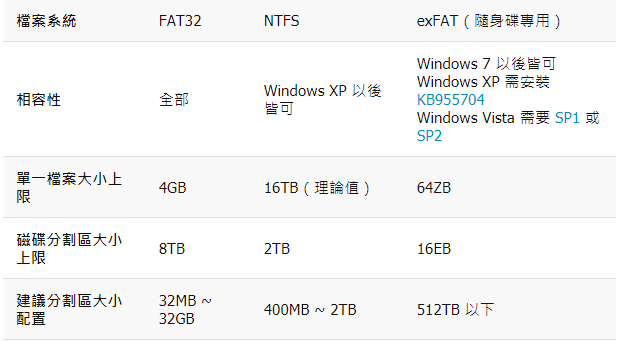 檔案系統 FAT32 NTFS exFAT ( 隨身碟專用 )
相容性 全部 Windows XP 以後皆可 Windows 7 以後皆可
Windows XP 需安裝
KB955704
Windows Vista 需要 SP1 或
SP2
單一檔案大小上限 4GB 16TB ( 理論值 ) 64ZB
磁碟分割區大小上限 8TB 2TB 16EB
建議分割區大小配置 32MB ~ 32GB 400MB ~ 2TB 512TB 以下